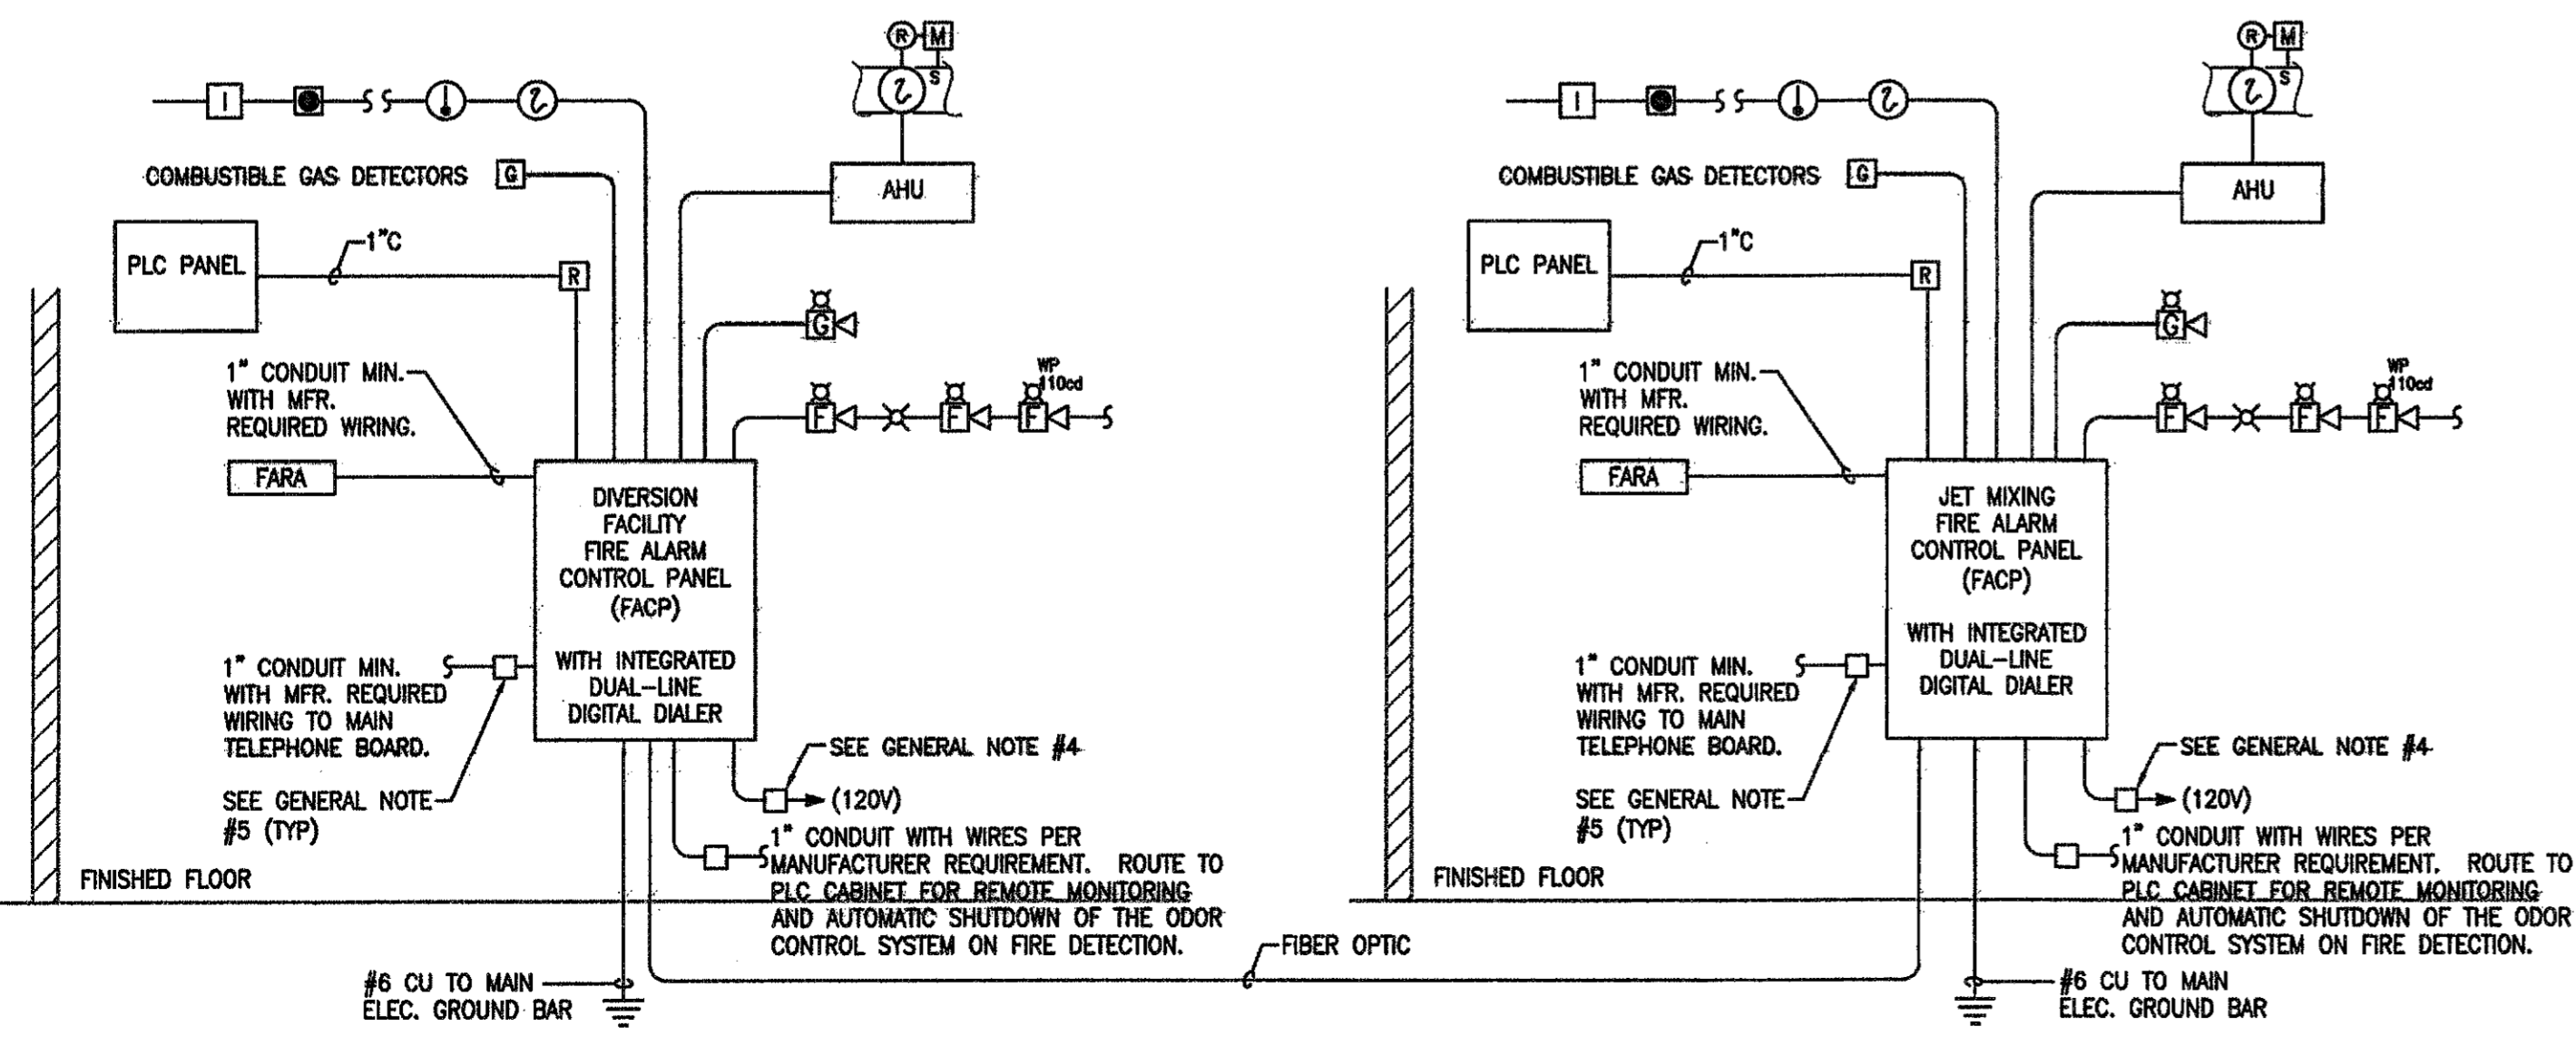 R M
S
I
COMBUSTIBLE GAS DETECTORS G
AHU
PLC PANEL
1"C
R
G
1" CONDUIT MIN.
WITH MFR.
REQUIRED WIRING.
WP
110cd
F F F
FARA
DIVERSION
FACILITY
FIRE ALARM
CONTROL PANEL
(FACP)
WITH INTEGRATED
DUAL-LINE
DIGITAL DIALER
1" CONDUIT MIN.
WITH MFR. REQUIRED
WIRING TO MAIN
TELEPHONE BOARD.
SEE GENERAL NOTE
#5 (TYP)
SEE GENERAL NOTE #4
(120V)
1" CONDUIT WITH WIRES PER
MANUFACTURER REQUIREMENT. ROUTE TO
PLC CABINET FOR REMOTE MONITORING
AND AUTOMATIC SHUTDOWN OF THE ODOR
CONTROL SYSTEM ON FIRE DETECTION.
FINISHED FLOOR
#6 CU TO MAIN
ELEC. GROUND BAR
FIBER OPTIC
R M
S
I
COMBUSTIBLE GAS DETECTORS G
AHU
PLC PANEL
1"C
R
G
1" CONDUIT MIN.
WITH MFR.
REQUIRED WIRING.
WP
110cd
F F F
FARA
JET MIXING
FIRE ALARM
CONTROL PANEL
(FACP)
WITH INTEGRATED
DUAL-LINE
DIGITAL DIALER
1" CONDUIT MIN.
WITH MFR. REQUIRED
WIRING TO MAIN
TELEPHONE BOARD.
SEE GENERAL NOTE
#5 (TYP)
SEE GENERAL NOTE #4
(120V)
1" CONDUIT WITH WIRES PER
MANUFACTURER REQUIREMENT. ROUTE TO
PLC CABINET FOR REMOTE MONITORING
AND AUTOMATIC SHUTDOWN OF THE ODOR
CONTROL SYSTEM ON FIRE DETECTION.
FINISHED FLOOR
#6 CU TO MAIN
ELEC. GROUND BAR